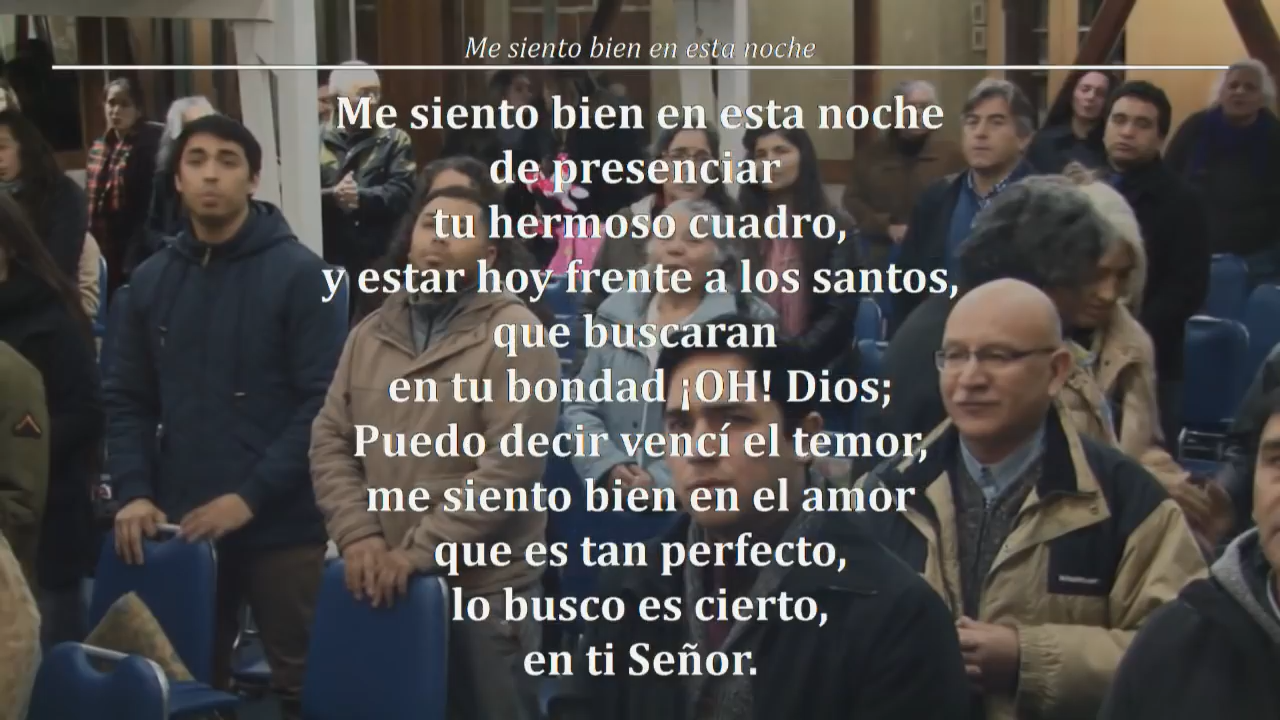 Me siento bien en esta noche
Me siento bien en esta noche
de presenciar
tu hermoso cuadro,
y estar hoy frente a los santos,
que buscaran
en tu bondad ¡OH! Dios;
Puedo decir vencí el temor,
me siento bien en el amor
que es tan perfecto,
lo busco es cierto,
en ti Señor.